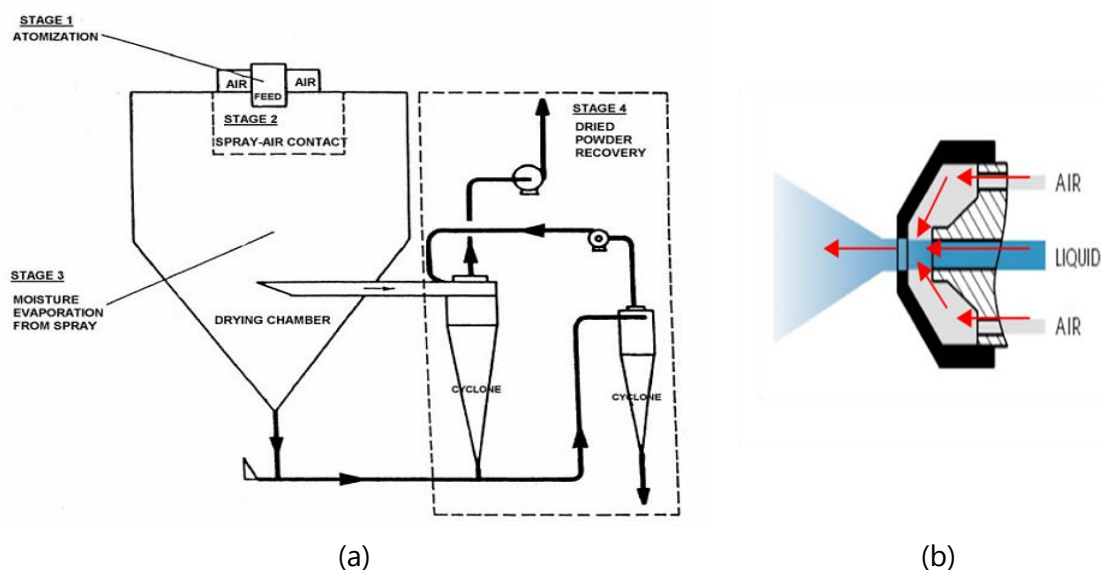 STAGE 1
ATOMIZATION
AIR
FEED
AIR
STAGE 2
SPRAY-AIR CONTACT
STAGE 3
MOISTURE
EVAPORATION
FROM SPRAY
DRYING CHAMBER
STAGE 4
DRIED
POWDER
RECOVERY
CYCLONE
CYCLONE
(a)
AIR
LIQUID
AIR
(b)